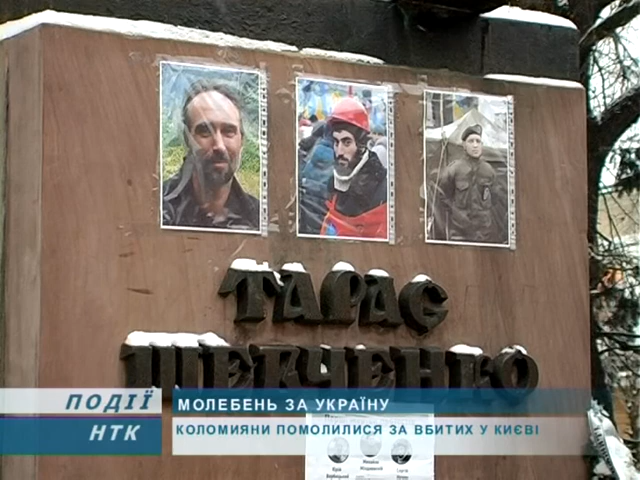 ТАРАС
ШЕВЧЕНКО
ПОДІЇ
НТК
МОЛЕБЕНЬ ЗА УКРАЇНУ
КОЛОМИЯНИ ПОМОЛИЛИСЯ ЗА ВБИТИХ У КИЄВІ